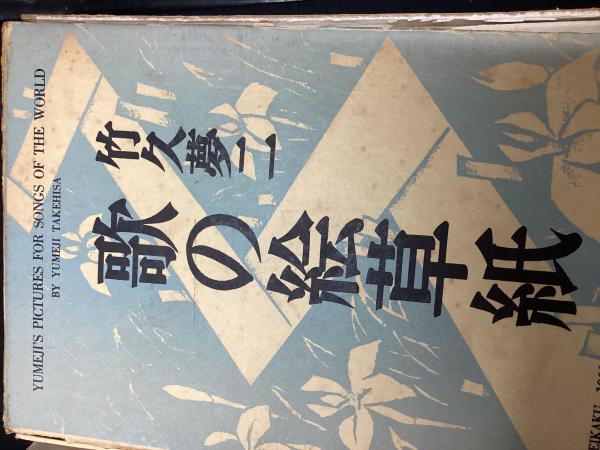 YUMEJI'S PICTURES FOR SONGS OF THE WORLD
BY YUMEJI TAKEHISA
竹久夢二
歌の絵草紙